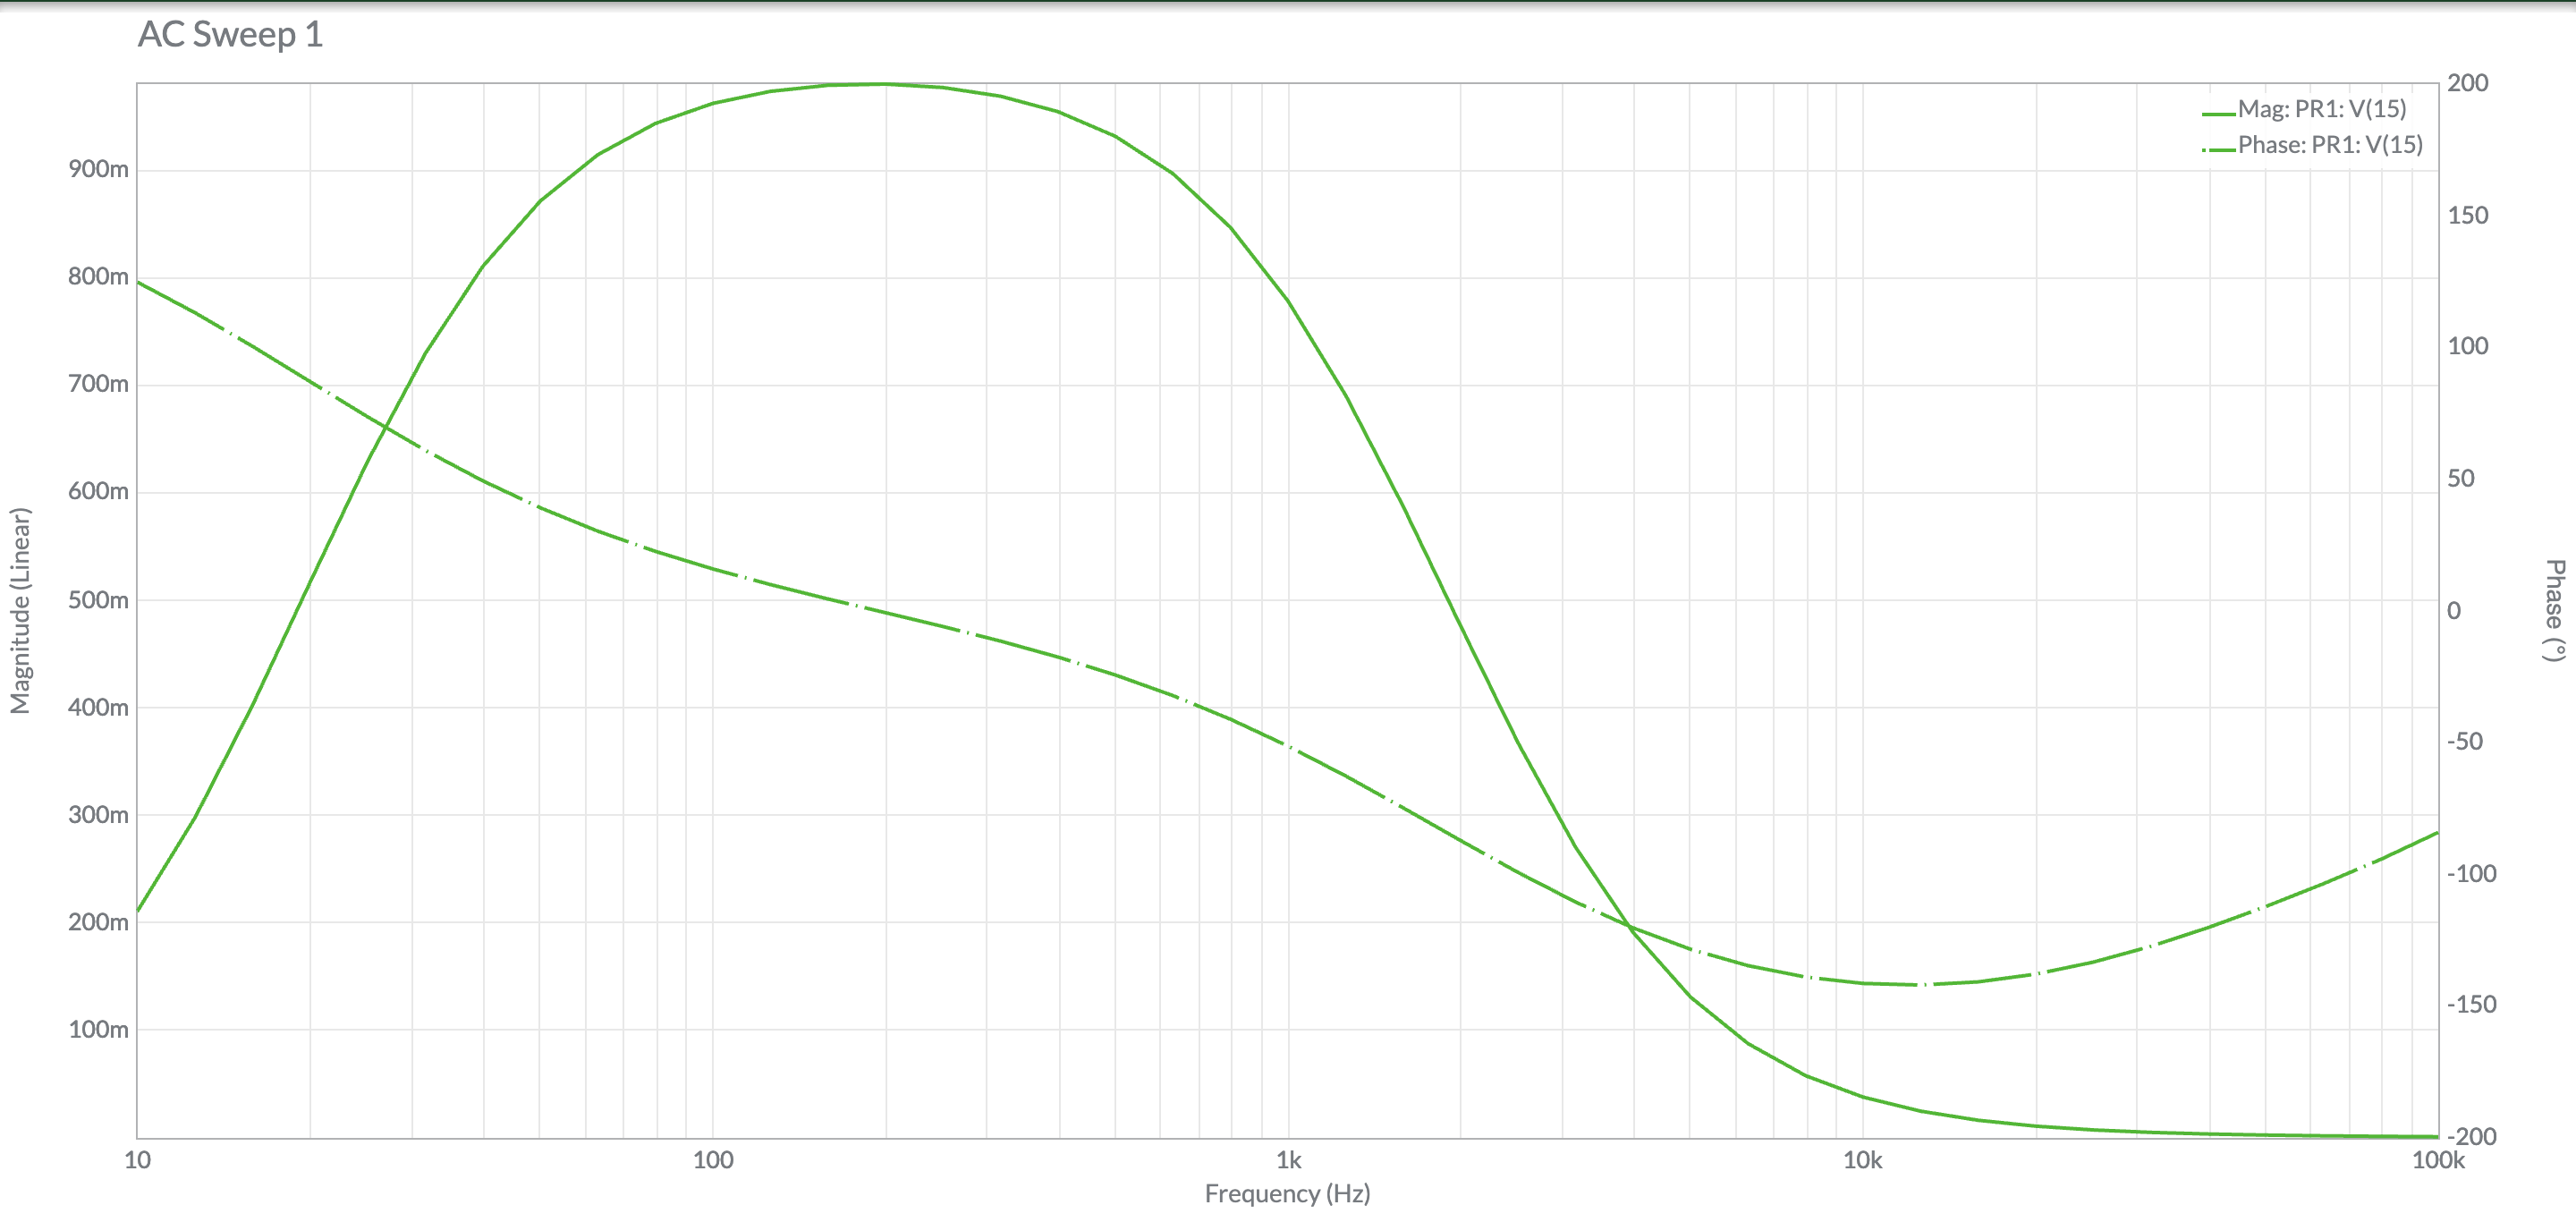 AC Sweep 1
Mag: PR1: V(15)
Phase: PR1: V(15)
Magnitude (Linear)
900m
800m
700m
600m
500m
400m
300m
200m
100m
200
150
100
50
0
-50
-100
-150
-200
Phase (°)
10
100
1k
10k
100k
Frequency (Hz)